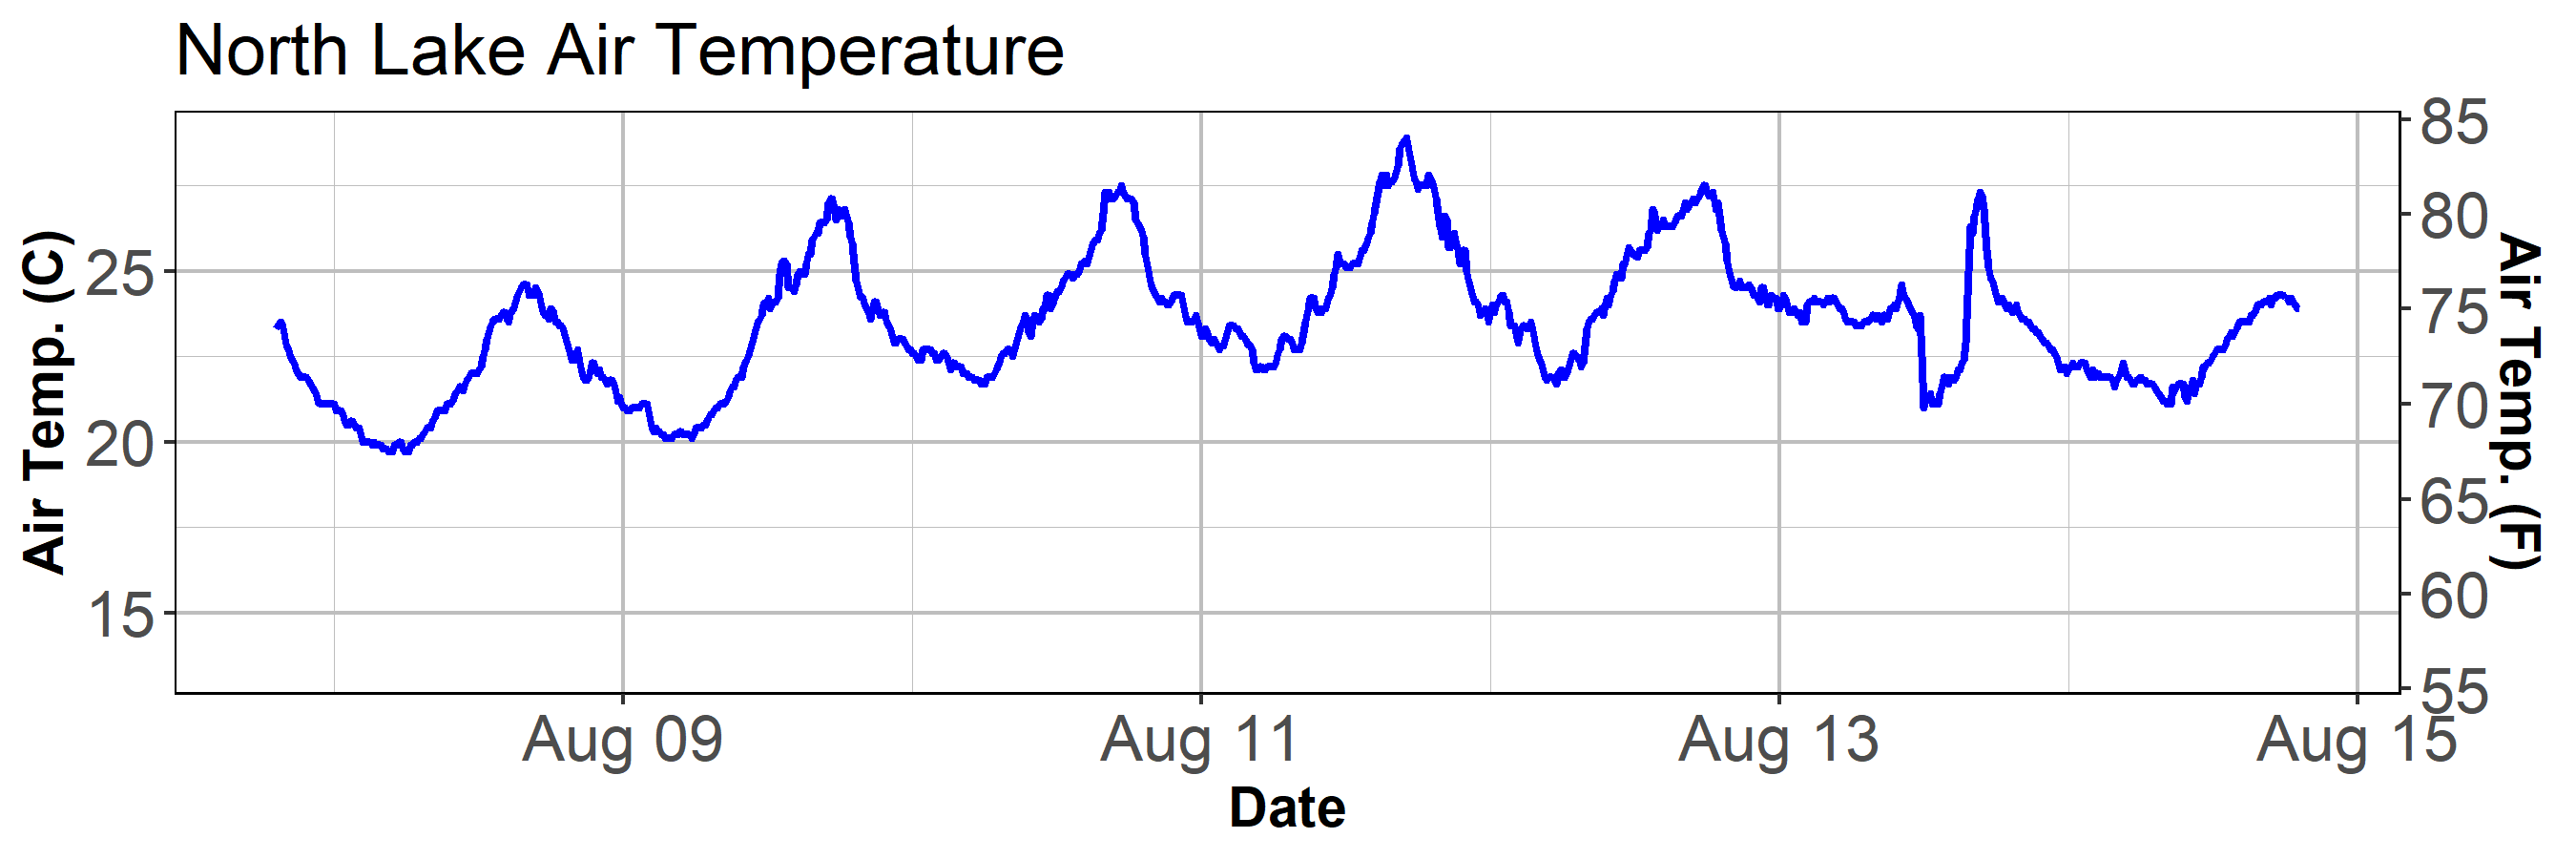 North Lake Air Temperature
Air Temp. (C)
25
20
15
85
80
75
70
65
60
55
Air Temp. (F)
Aug 09 Aug 11 Aug 13 Aug 15
Date